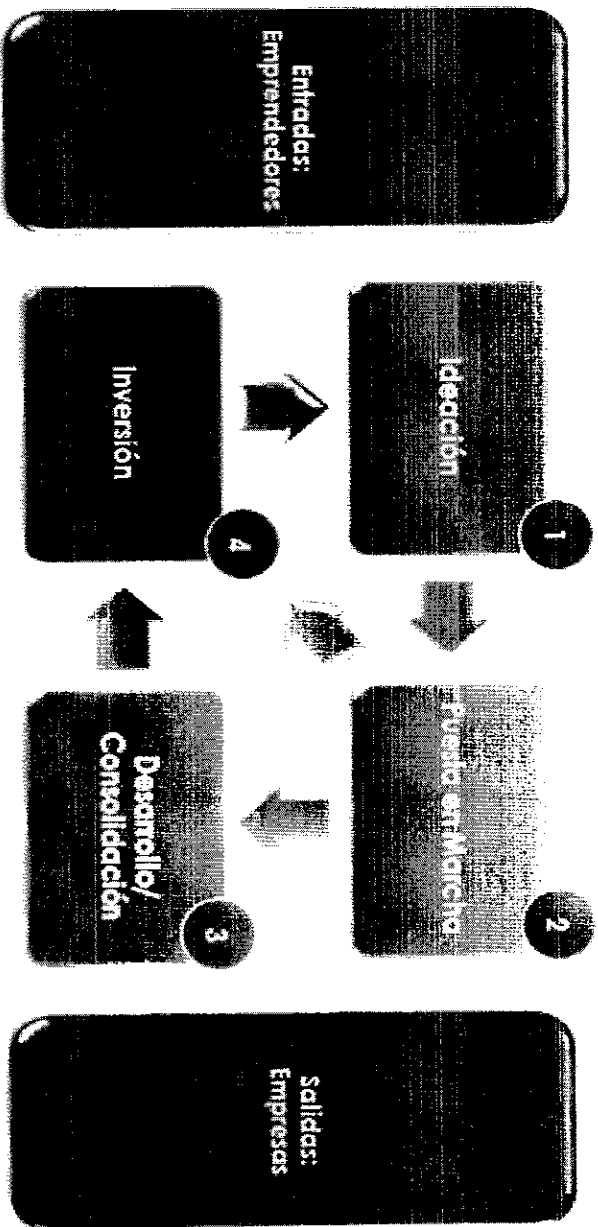 Entradas:
Emprendedores
1
Ideación
2
Puesta en Marcha
4
Inversión
3
Desarrollo/
Consolidación
Salidas:
Empresas